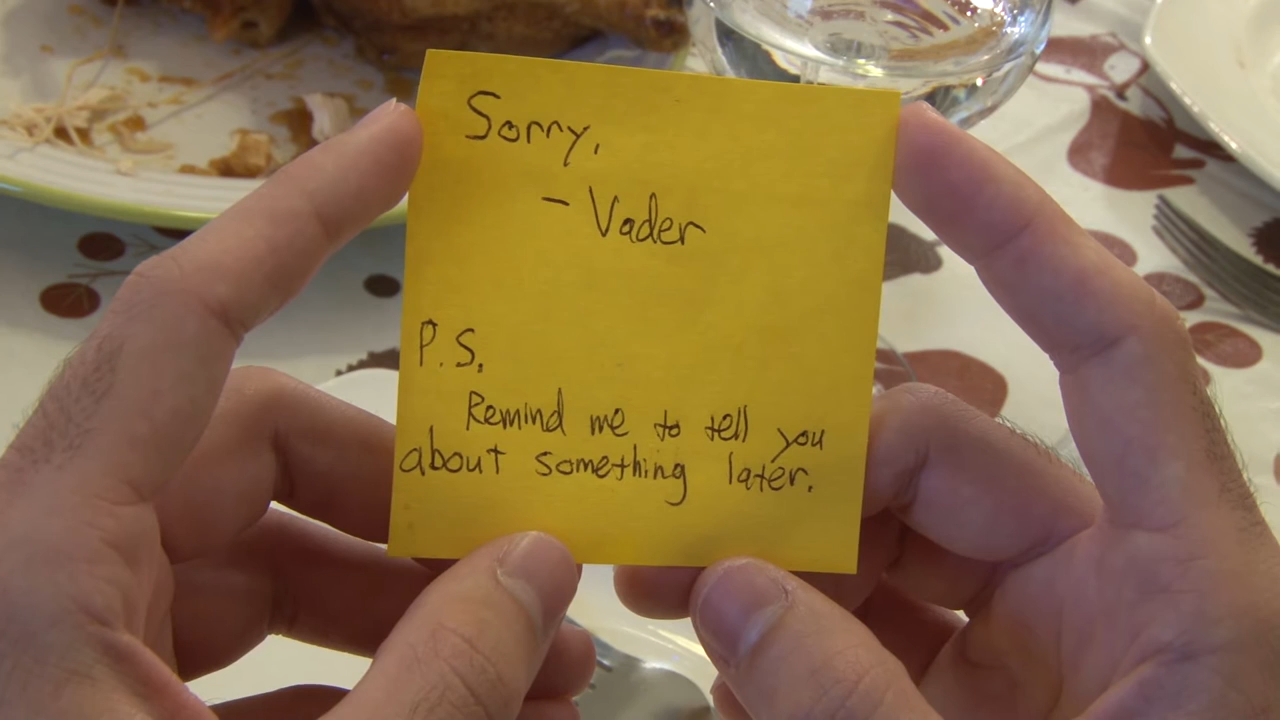 Sorry,
- Vader
P.S.
Remind me to tell you
about something later.